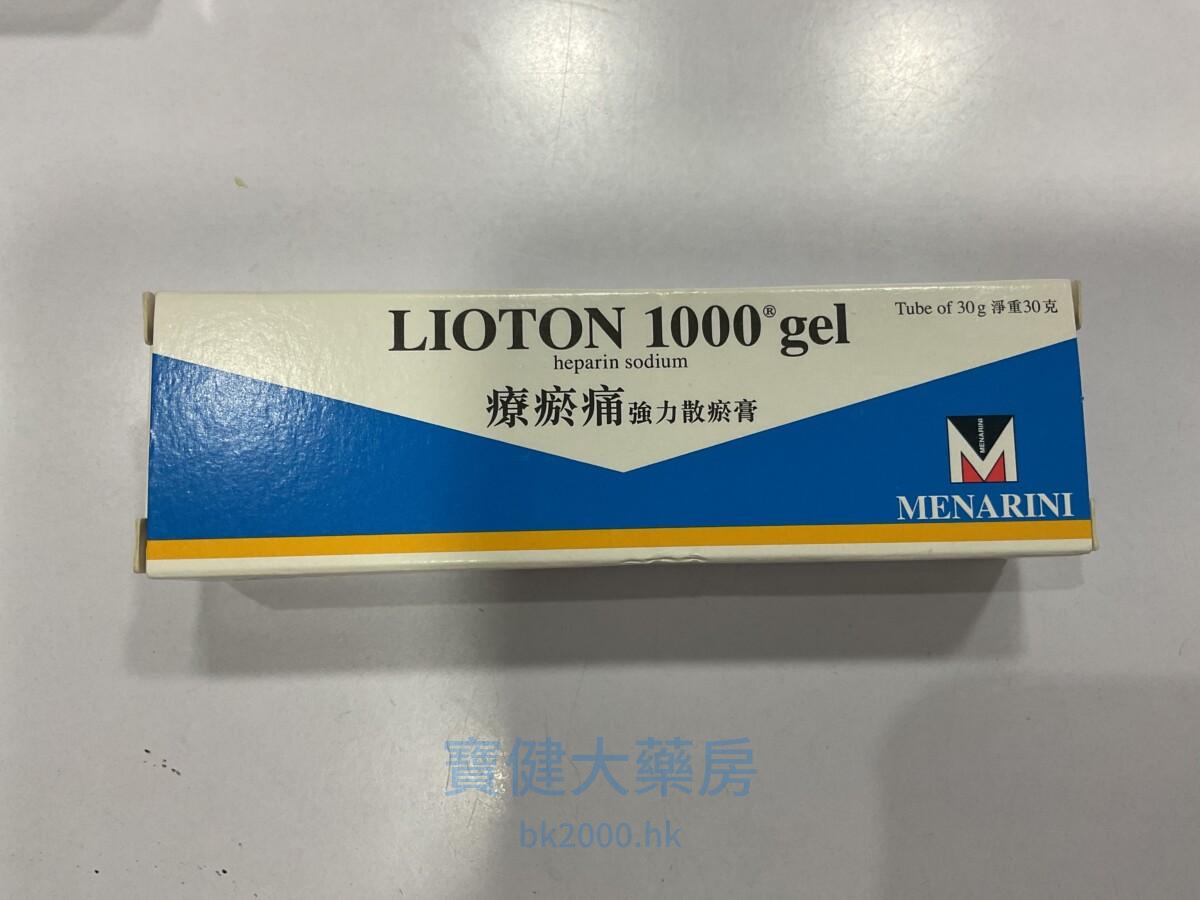 LIOTON 1000® gel
Tube of 30g 淨重30克
heparin sodium
療瘀痛強力散瘀膏
MENARINI
MENARINI
寶健大藥房
bk2000.hk